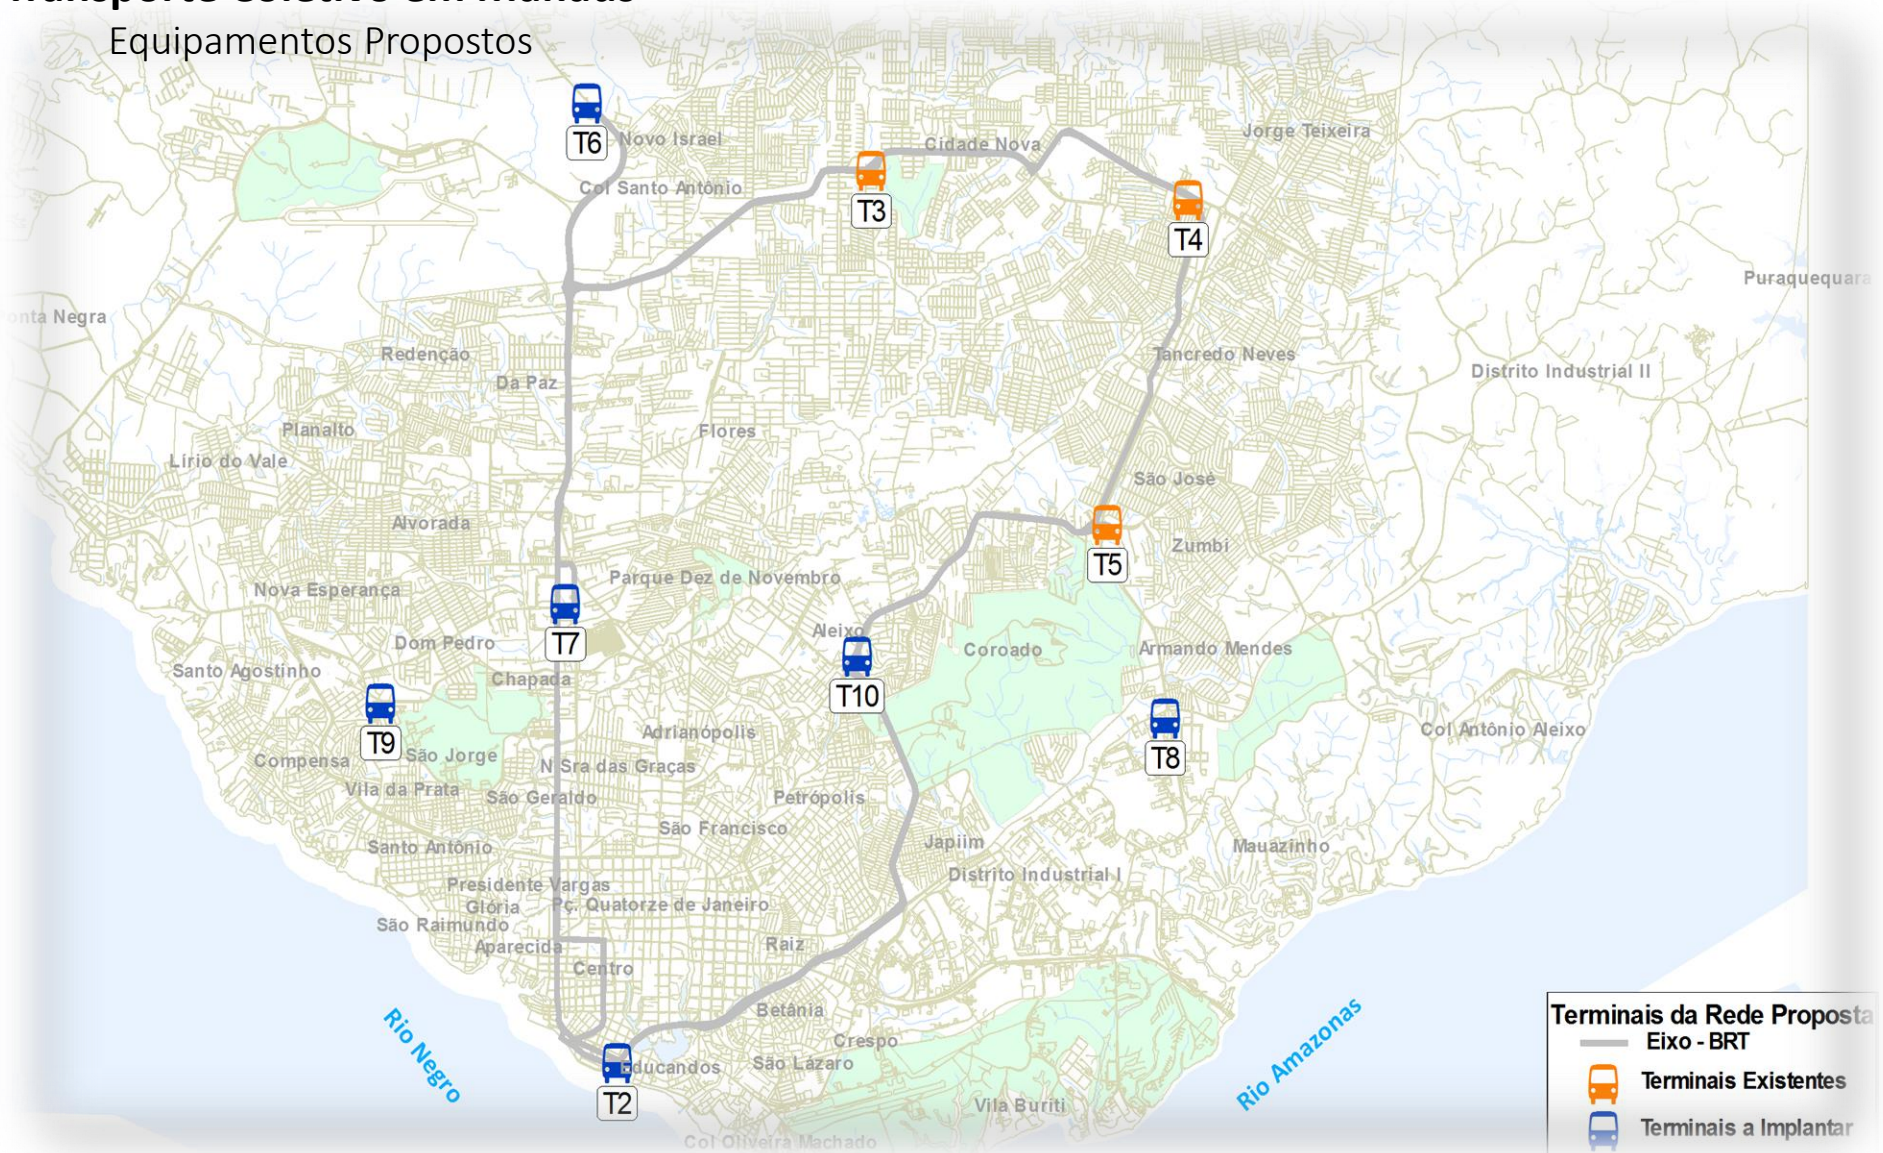 Equipamentos Propostos
T6
Novo Israel
Cidade Nova
Jorge Teixeira
Col Santo Antônio
T3
T4
Puraquequara
onta Negra
Redenção
Tancredo Neves
Distrito Industrial II
Da Paz
Planalto
Flores
Lírio do Vale
São José
Alvorada
Zumbi
T5
Parque Dez de Novembro
Nova Esperança
Aleixo
Dom Pedro
T7
Coroado
Armando Mendes
Santo Agostinho
Chapada
T10
T9
Adrianópolis
Col Antônio Aleixo
São Jorge
T8
Compensa
N Sra das Graças
Vila da Prata
São Geraldo
Petrópolis
São Francisco
Santo Antônio
Japiim
Mauazinho
Presidente Vargas
Distrito Industrial I
Glória
Pç. Quatorze de Janeiro
São Raimundo
Aparecida
Raiz
Centro
Betânia
Rio Negro
Crespo
Educandos
São Lázaro
Rio Amazonas
T2
Vila Buriti
Col Oliveira Machado
Terminais da Rede Proposta
Eixo - BRT
Terminais Existentes
Terminais a Implantar